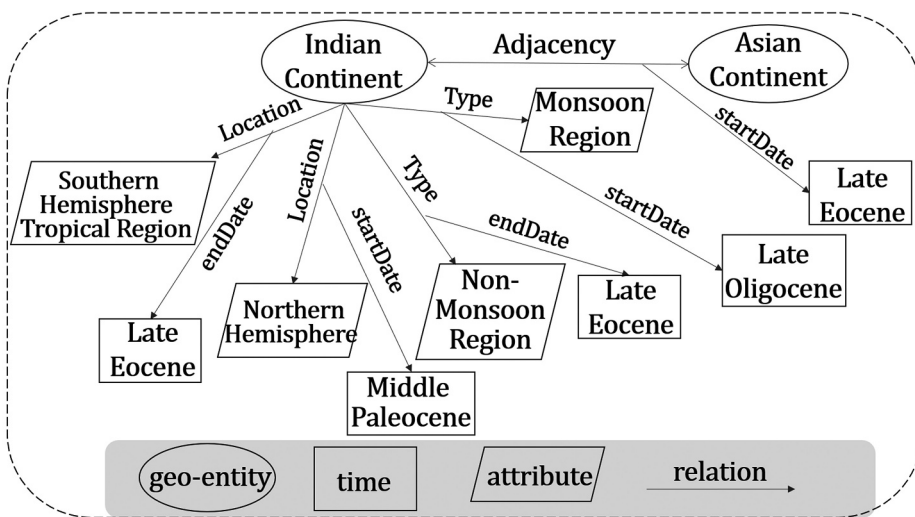 Indian
Continent
Adjacency
Asian
Continent
Location
Type
Monsoon
Region
startDate
Southern
Hemisphere
Tropical Region
endDate
Location
startDate
Type
endDate
startDate
Late
Eocene
Late
Oligocene
Northern
Hemisphere
Non-
Monsoon
Region
Late
Eocene
Late
Eocene
Middle
Paleocene
geo-entity
time
attribute
relation